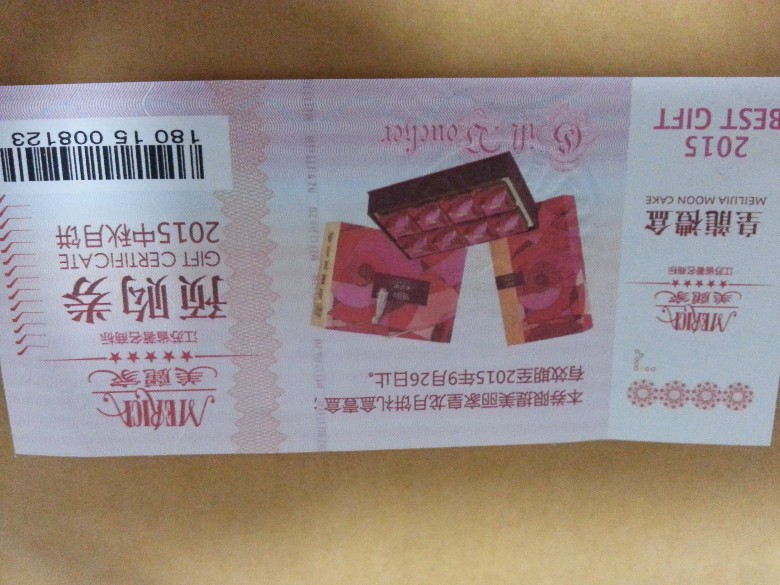 MERICA
美麗家
★★★★★
江苏省著名商标
预购券
GIFT CERTIFICATE
2015中秋月饼
180 15 008123
本券限提美丽家皇龙月饼礼盒壹盒，
有效期至2015年9月26日止。
Gift Voucher
MERICA
美麗家
★★★★★
江苏省著名商标
皇龍禮盒
MEILIJIA MOON CAKE
2015
BEST GIFT